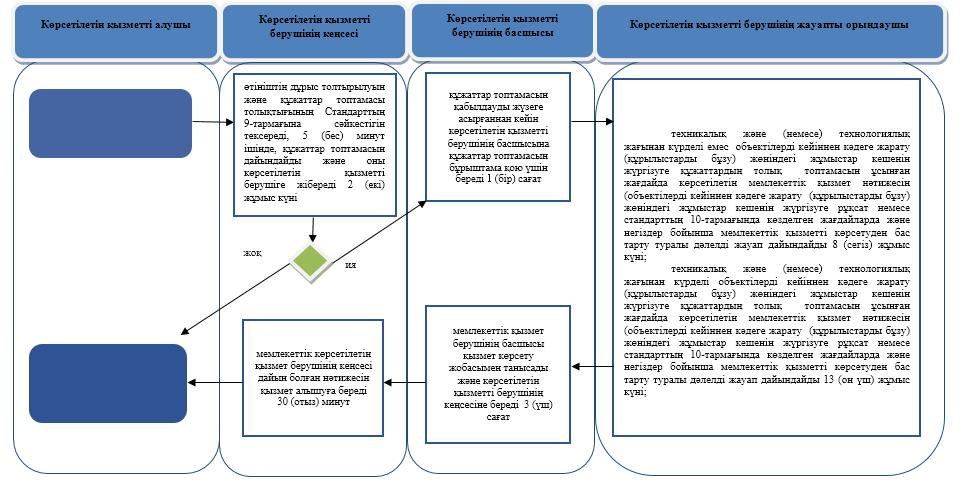 Көрсетілетін қызметті алушы
Көрсетілетін қызметті
берушінің кеңсесі
Көрсетілетін қызметті
берушінің басшысы
Көрсетілетін қызметті берушінің жауапты орындаушы
өтініштің дұрыс толтырылуын
және құжаттар топтамасы
толықтығының Стандарттың
9-тармағына сәйкестігін
тексереді, 5 (бес) минут
ішінде, құжаттар топтамасын
дайындайды және оны
көрсетілетін қызметті
берушіге жібереді 2 (екі)
жұмыс күні
құжаттар топтамасын
қабылдауды жүзеге
асырғаннан кейін
көрсетілетін қызметті
берушінің басшысына
құжаттар топтамасын
бұрыштама қою үшін
береді 1 (бір) сағат
техникалық және (немесе) технологиялық
жағынан күрделі емес объектілерді кейіннен кәдеге жарату
(құрылыстарды бұзу) жөніндегі жұмыстар кешенін
жүргізуге құжаттардың толық топтамасын ұсынған
жағдайда көрсетілетін мемлекеттік қызмет нәтижесін
(объектілерді кейіннен кәдеге жарату (құрылыстарды бұзу)
жөніндегі жұмыстар кешенін жүргізуге рұқсат немесе
стандарттың 10-тармағында көзделген жағдайларда және
негіздер бойынша мемлекеттік қызметті көрсетуден бас
тарту туралы дәлелді жауап дайындайды 8 (сегіз) жұмыс
күні;
техникалық және (немесе) технологиялық
жағынан күрделі объектілерді кейіннен кәдеге жарату
(құрылыстарды бұзу) жөніндегі жұмыстар кешенін
жүргізуге құжаттардың толық топтамасын ұсынған
жағдайда көрсетілетін мемлекеттік қызмет нәтижесін
(объектілерді кейіннен кәдеге жарату (құрылыстарды бұзу)
жөніндегі жұмыстар кешенін жүргізуге рұқсат немесе
стандарттың 10-тармағында көзделген жағдайларда және
негіздер бойынша мемлекеттік қызметті көрсетуден бас
тарту туралы дәлелді жауап дайындайды 13 (он үш) жұмыс
күні;
жоқ
ия
мемлекеттік көрсетілетін
қызмет берушінің кеңсесі
дайын болған нәтижесін
қызмет алышуға береді
30 (отыз) минут
мемлекеттік қызмет
берушінің басшысы
қызмет көрсету
жобасымен танысады
және көрсетілетін
қызметті берушінің
кеңсесіне береді 3 (үш)
сағат